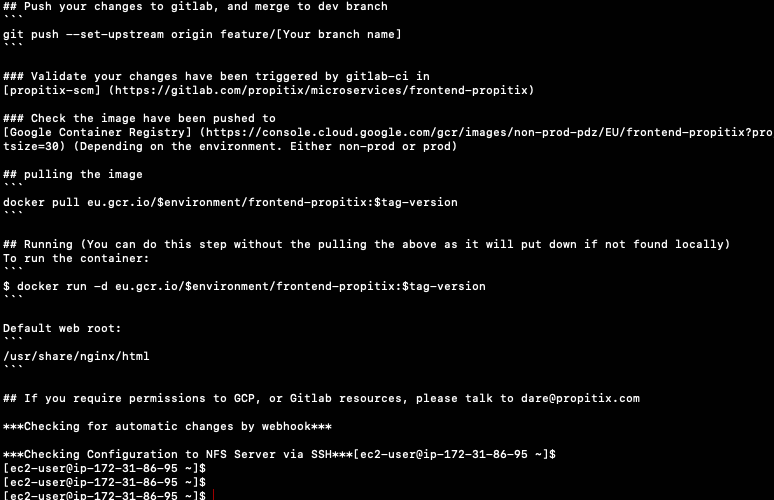 ## Push your changes to gitlab, and merge to dev branch
```
git push --set-upstream origin feature/[Your branch name]
```
### Validate your changes have been triggered by gitlab-ci in
[propitix-scm] (https://gitlab.com/propitix/microservices/frontend-propitix)
### Check the image have been pushed to
[Google Container Registry] (https://console.cloud.google.com/gcr/images/non-prod-pdz/EU/frontend-propitix?pro
tsize=30) (Depending on the environment. Either non-prod or prod)
## pulling the image
```
docker pull eu.gcr.io/$environment/frontend-propitix:$tag-version
```
## Running (You can do this step without the pulling the above as it will put down if not found locally)
To run the container:
```
$ docker run -d eu.gcr.io/$environment/frontend-propitix:$tag-version
```
Default web root:
```
/usr/share/nginx/html
```
## If you require permissions to GCP, or Gitlab resources, please talk to dare@propitix.com
***Checking for automatic changes by webhook***
***Checking Configuration to NFS Server via SSH***[ec2-user@ip-172-31-86-95 ~]$
[ec2-user@ip-172-31-86-95 ~]$
[ec2-user@ip-172-31-86-95 ~]$
[ec2-user@ip-172-31-86-95 ~]$